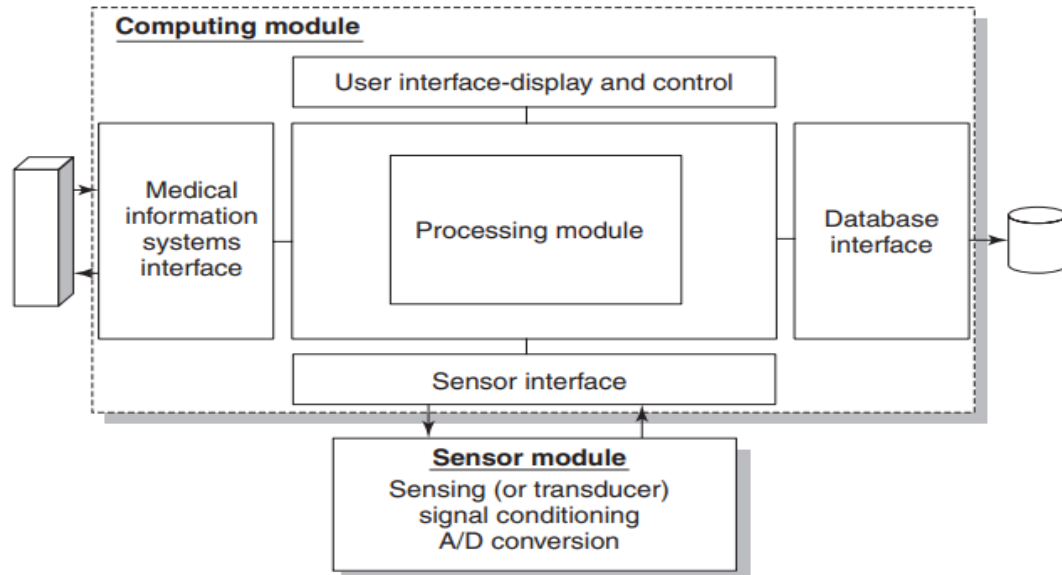 Computing module
User interface-display and control
Medical
information
systems
interface
Processing module
Database
interface
Sensor interface
Sensor module
Sensing (or transducer)
signal conditioning
A/D conversion